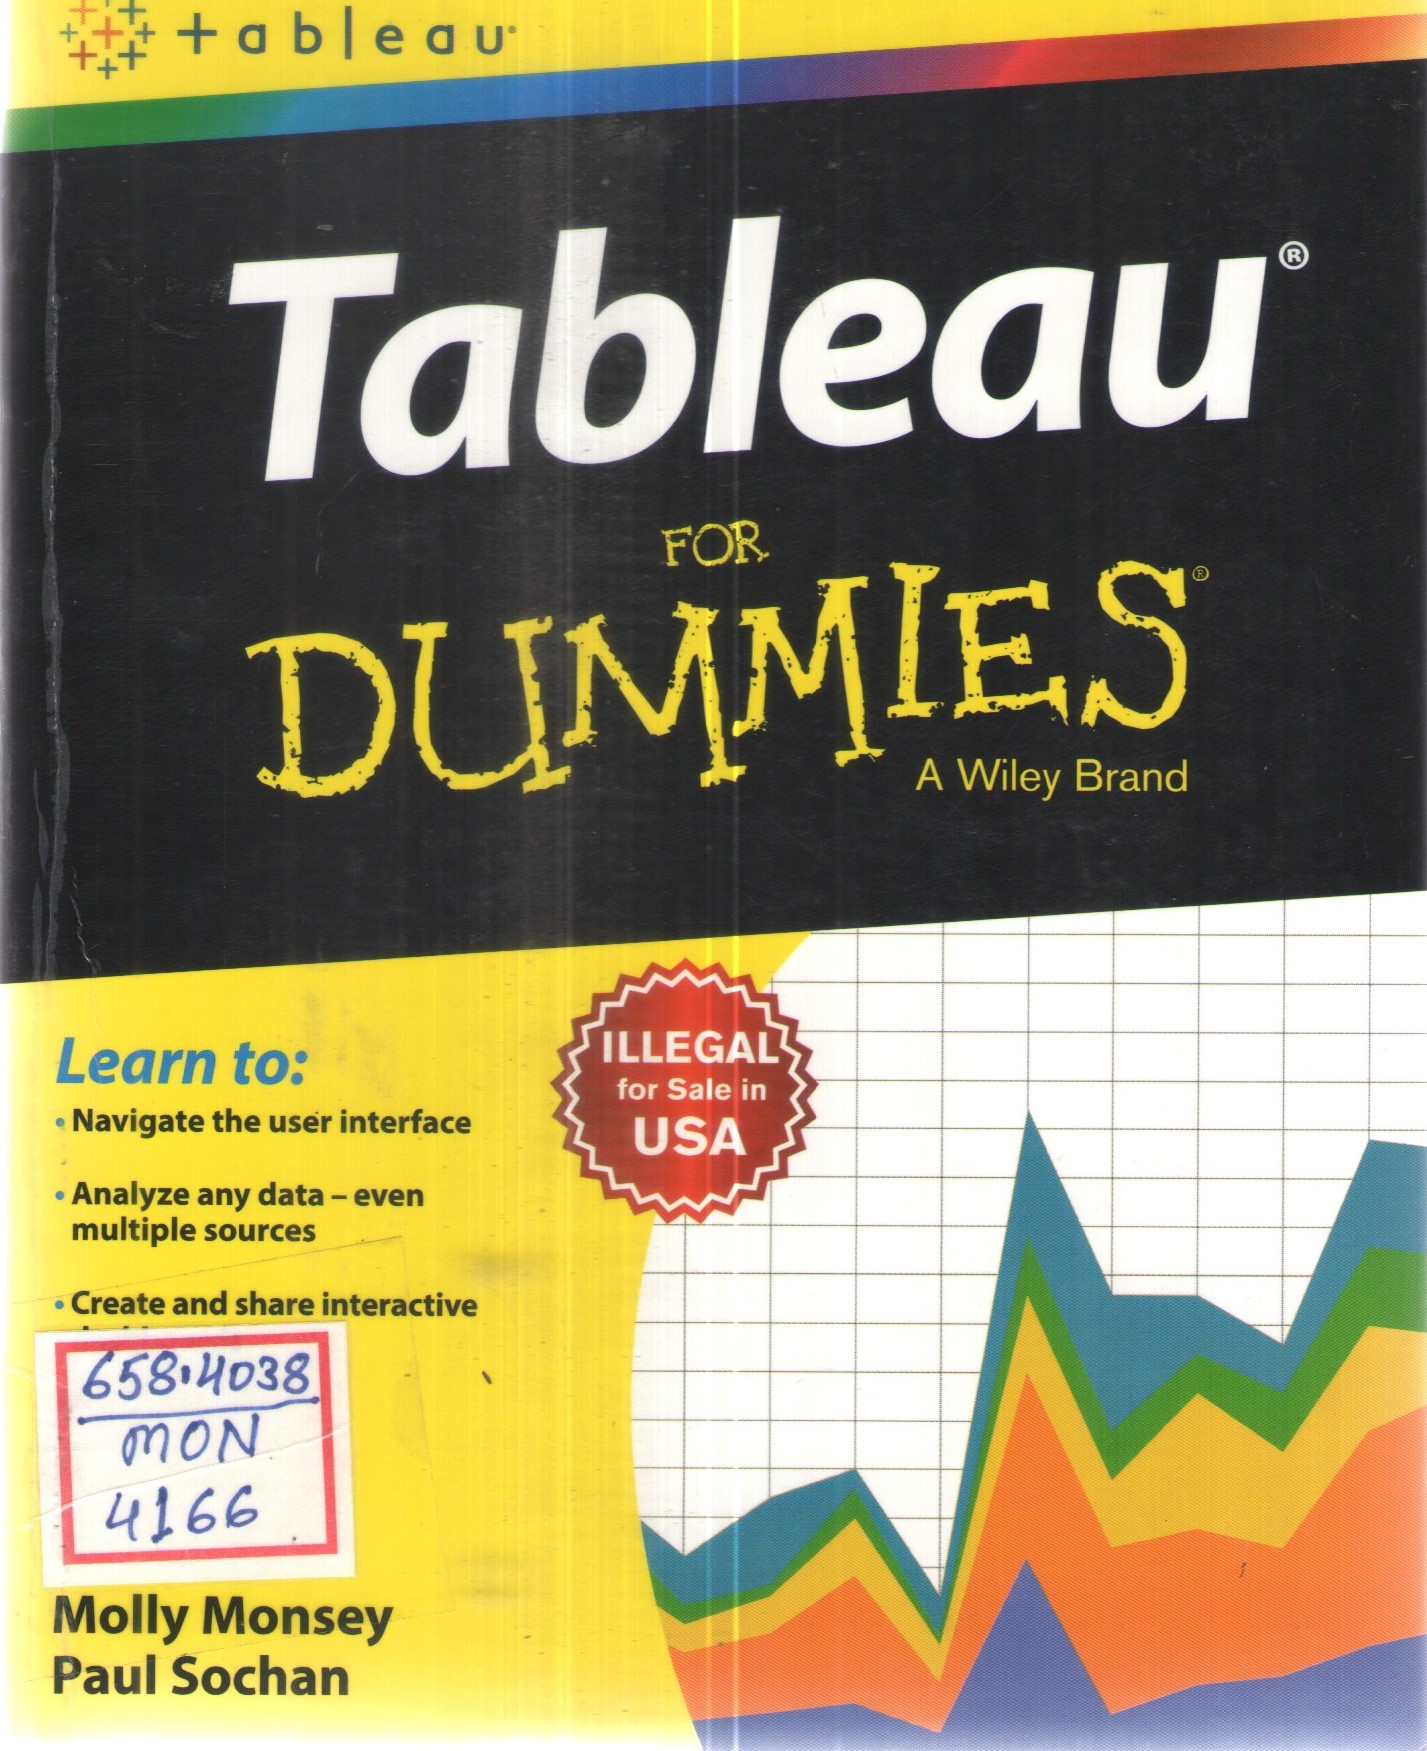 +ableau®
Tableau®
FOR
DUMMIES®
A Wiley Brand
ILLEGAL
for Sale in
USA
Learn to:
• Navigate the user interface
• Analyze any data – even
multiple sources
• Create and share interactive
658.4038
MON
4166
Molly Monsey
Paul Sochan